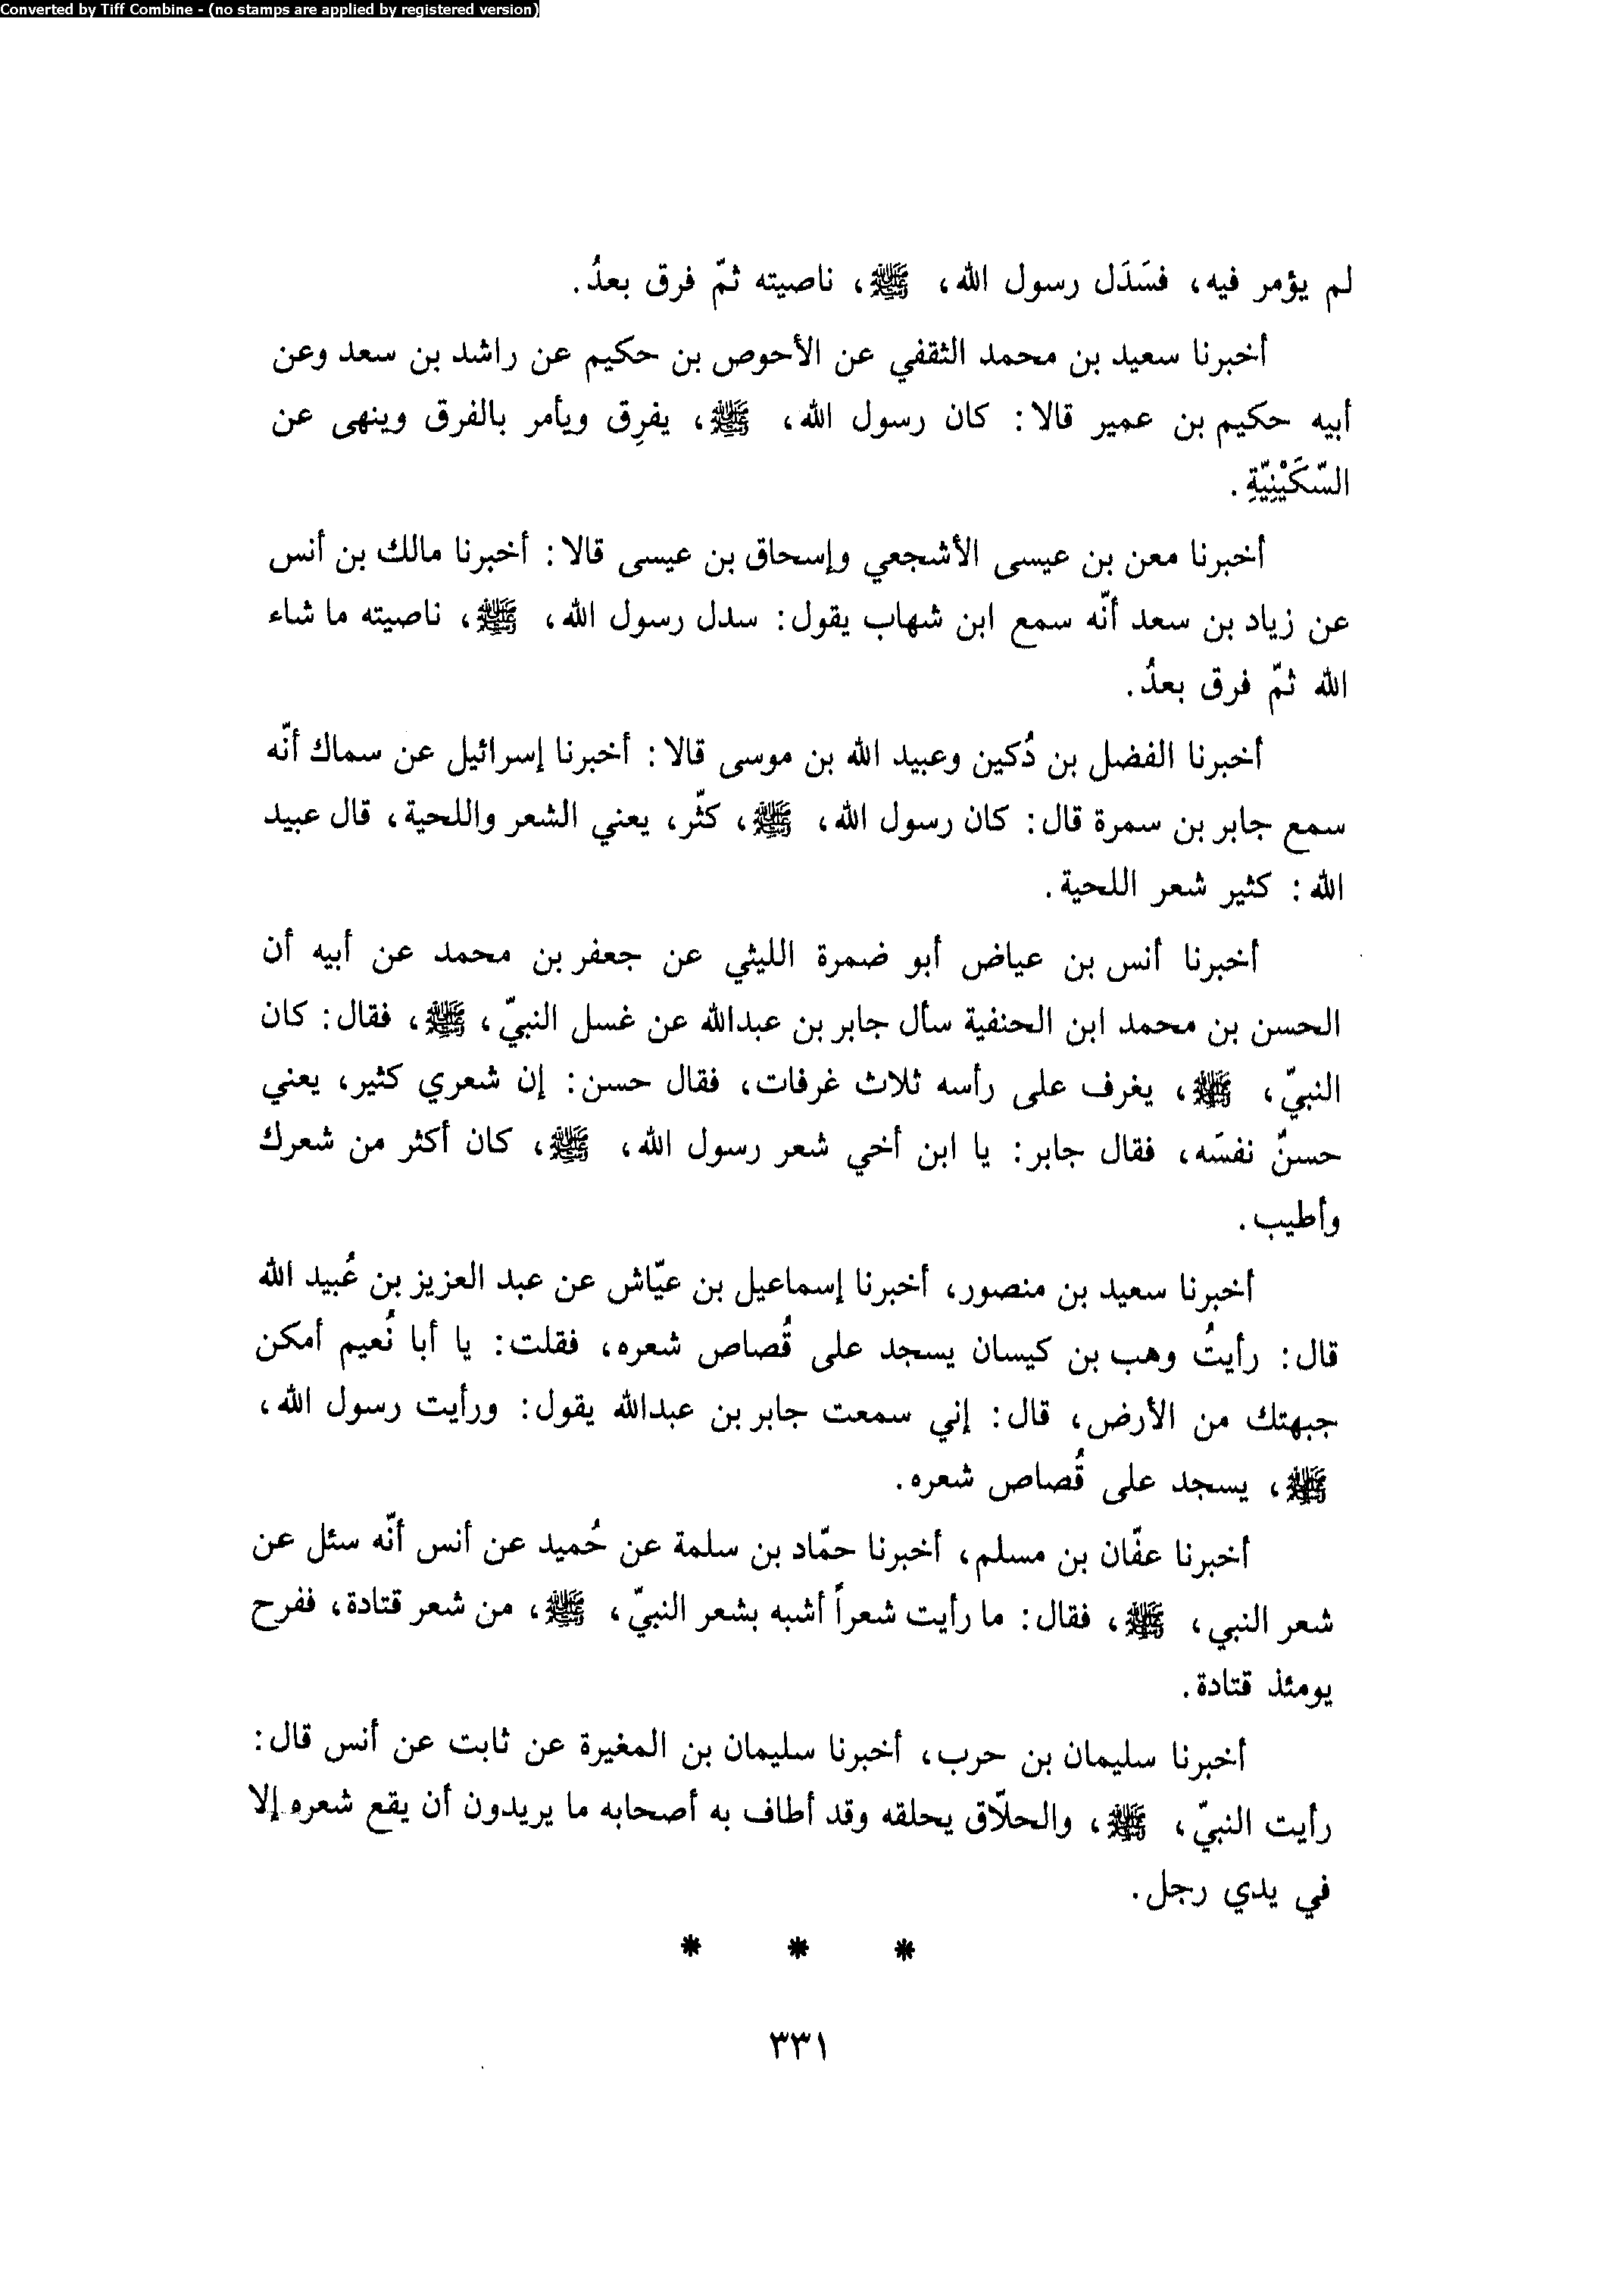 Converted by Tiff Combine - (no stamps are applied by registered version)
لم يؤمر فيه، فسَدَل رسول الله، ﷺ، ناصيته ثمّ فرق بعدُ.
أخبرنا سعيد بن محمد الثقفي عن الأحوص بن حكيم عن راشد بن سعد وعن
أبيه حكيم بن عمير قالا: كان رسول الله، ﷺ، يفرِق ويأمر بالفرق وينهى عن
السّكَيْنِيّةِ.
أخبرنا معن بن عيسى الأشجعي وإسحاق بن عيسى قالا: أخبرنا مالك بن أنس
عن زياد بن سعد أنّه سمع ابن شهاب يقول: سدل رسول الله، ﷺ، ناصيته ما شاء
الله ثمّ فرق بعدُ.
أخبرنا الفضل بن دُكين وعبيد الله بن موسى قالا: أخبرنا إسرائيل عن سماك أنّه
سمع جابر بن سمرة قال: كان رسول الله، ﷺ، كثّر، يعني الشعر واللحية، قال عبيد
الله: كثير شعر اللحية.
أخبرنا أنس بن عياض أبو ضمرة الليثي عن جعفر بن محمد عن أبيه أن
الحسن بن محمد ابن الحنفية سأل جابر بن عبدالله عن غسل النبيّ، ﷺ، فقال: كان
النبيّ، ﷺ، يغرف على رأسه ثلاث غرفات، فقال حسن: إن شعري كثير، يعني
حسنٌ نفسَه، فقال جابر: يا ابن أخي شعر رسول الله، ﷺ، كان أكثر من شعرك
وأطيب.
أخبرنا سعيد بن منصور، أخبرنا إسماعيل بن عيّاش عن عبد العزيز بن عُبيد الله
قال: رأيتُ وهب بن كيسان يسجد على قُصاص شعره، فقلت: يا أبا نُعيم أمكن
جبهتك من الأرض، قال: إني سمعت جابر بن عبدالله يقول: ورأيت رسول الله،
ﷺ، يسجد على قُصاص شعره.
أخبرنا عفّان بن مسلم، أخبرنا حمّاد بن سلمة عن حُميد عن أنس أنّه سئل عن
شعر النبي، ﷺ، فقال: ما رأيت شعراً أشبه بشعر النبيّ، ﷺ، من شعر قتادة، ففرح
يومئذ قتادة.
أخبرنا سليمان بن حرب، أخبرنا سليمان بن المغيرة عن ثابت عن أنس قال:
رأيت النبيّ، ﷺ، والحلّاق يحلقه وقد أطاف به أصحابه ما يريدون أن يقع شعره إلا
في يدي رجل.
* * *
٣٣١